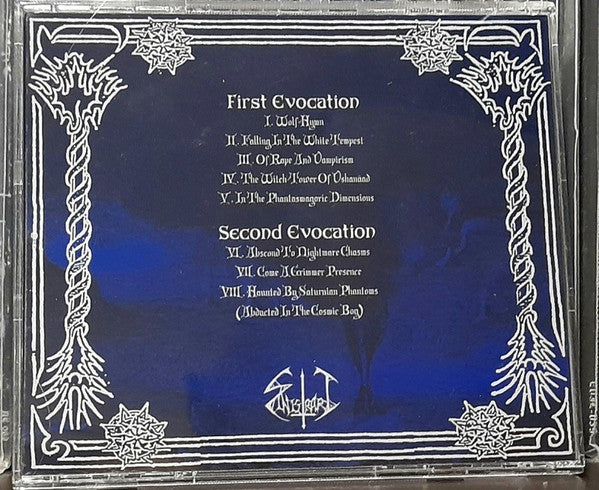 First Evocation
I. Wolf-Hymn
II. Falling In The White Tempest
III. Of Rape And Vampirism
IV. The Witch Tower Of Oshanáad
V. In The Phantasmagoric Dimensions
Second Evocation
VI. Abscond To Nightmare Chasms
VII. Come A Grimmer Presence
VIII. Haunted By Saturnian Phantoms
(Abducted In The Cosmic Bog)